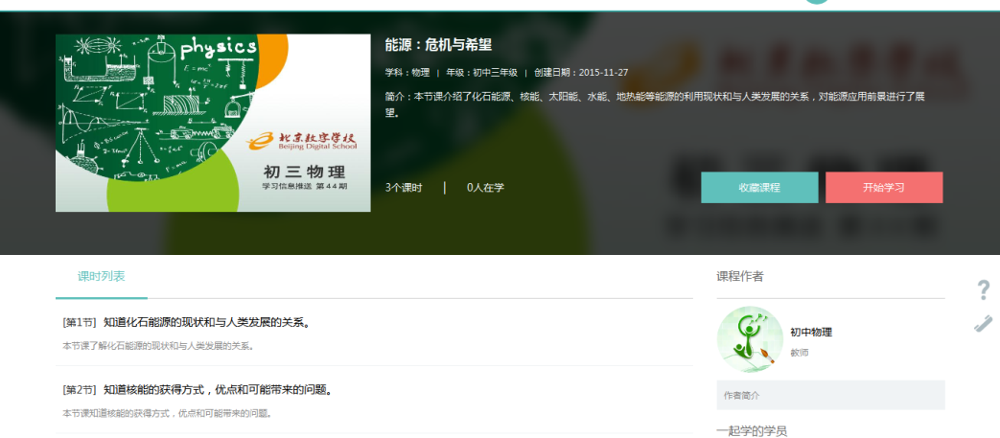 physics
E=mc²
北京数字学校
Beijing Digital School
初三物理
学习信息推送 第44期
能源：危机与希望
学科：物理 | 年级：初中三年级 | 创建日期：2015-11-27
简介：本节课介绍了化石能源、核能、太阳能、水能、地热能等能源的利用现状和与人类发展的关系，对能源应用前景进行了展
望。
3个课时 | 0人在学
收藏课程
开始学习
课时列表
[第1节] 知道化石能源的现状和与人类发展的关系。
本节课了解化石能源的现状和与人类发展的关系。
[第2节] 知道核能的获得方式，优点和可能带来的问题。
本节课知道核能的获得方式，优点和可能带来的问题。
课程作者
初中物理
教师
作者简介
一起学的学员
?